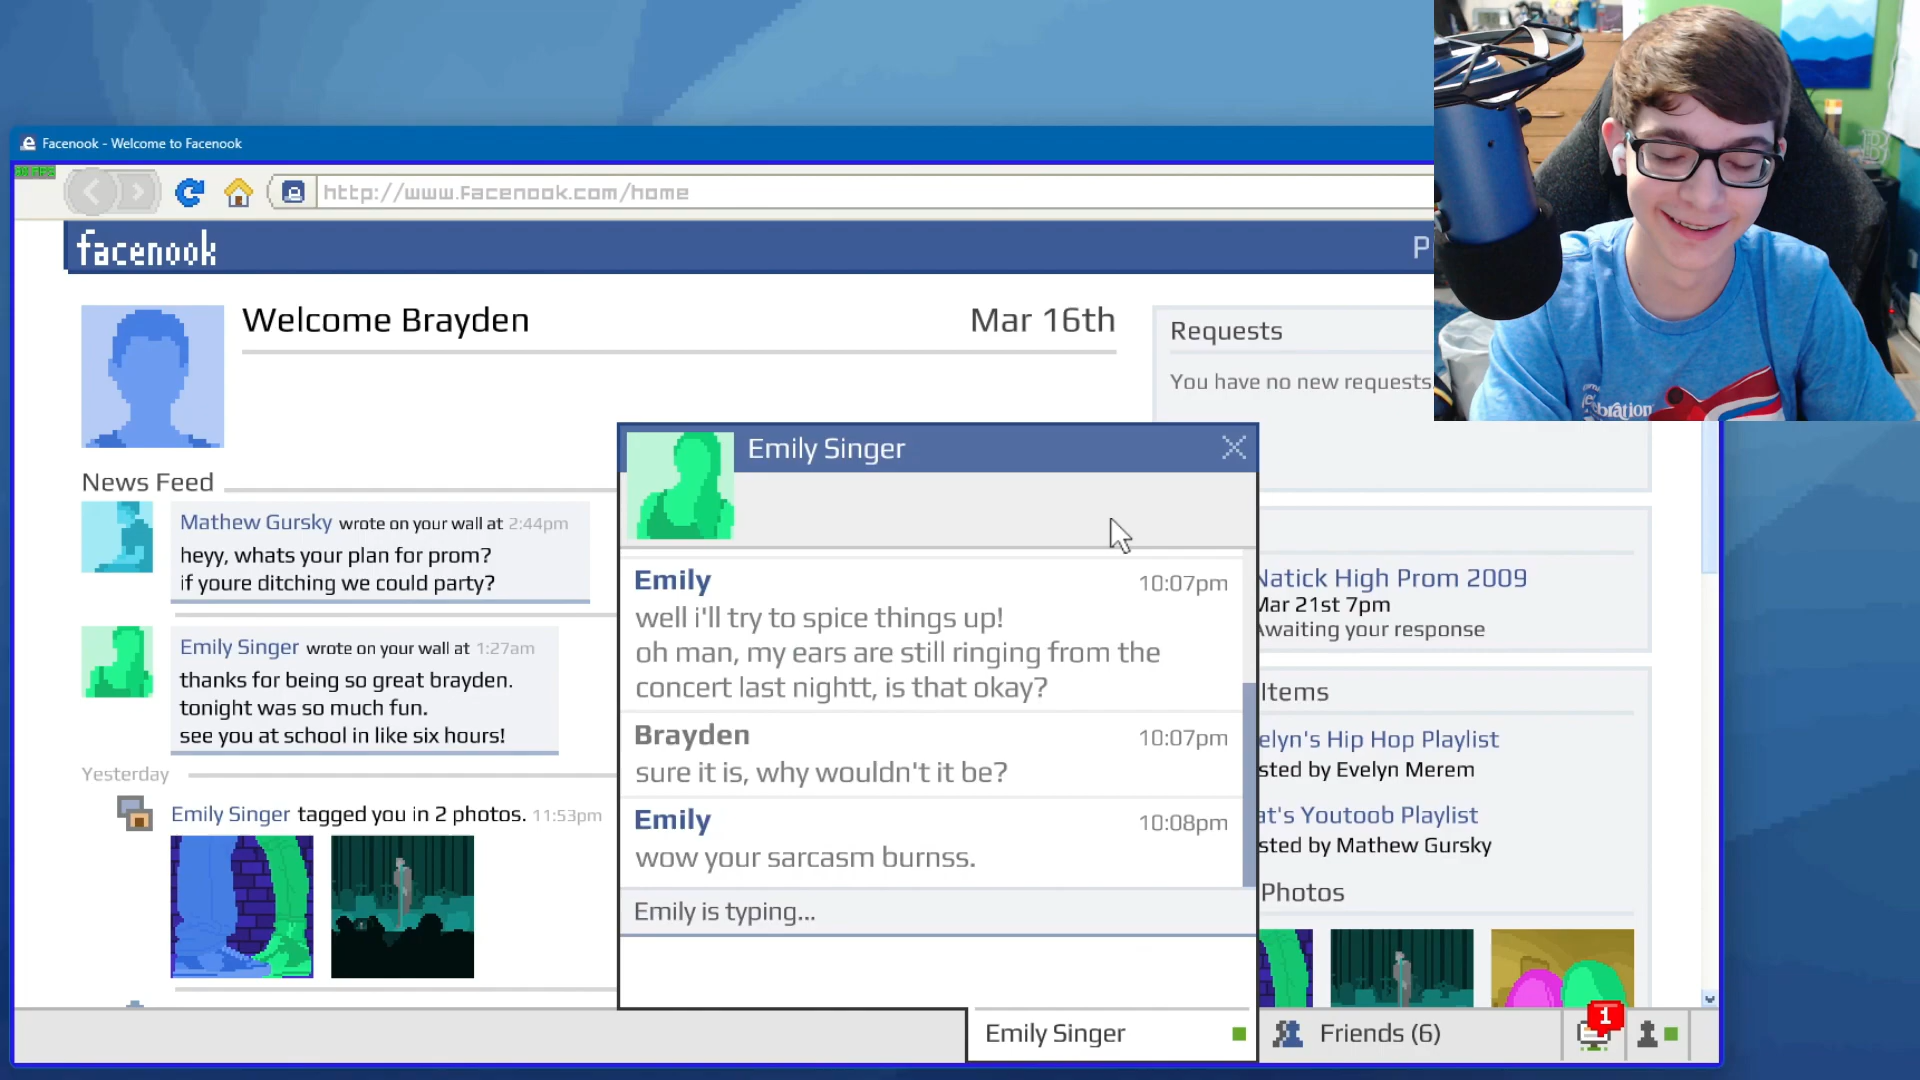 Facenook - Welcome to Facenook
http://www.Facenook.com/home
facenook
P
Welcome Brayden
Mar 16th
Requests
You have no new requests.
News Feed
Mathew Gursky wrote on your wall at 2:44pm
heyy, whats your plan for prom?
if youre ditching we could party?
Emily Singer wrote on your wall at 1:27am
thanks for being so great brayden.
tonight was so much fun.
see you at school in like six hours!
Yesterday
Emily Singer tagged you in 2 photos. 11:53pm
Emily Singer
Emily 10:07pm
well i'll try to spice things up!
oh man, my ears are still ringing from the
concert last nightt, is that okay?
Brayden 10:07pm
sure it is, why wouldn't it be?
Emily 10:08pm
wow your sarcasm burnss.
Emily is typing...
Natick High Prom 2009
Mar 21st 7pm
Awaiting your response
Items
elyn's Hip Hop Playlist
sted by Evelyn Merem
at's Youtoob Playlist
sted by Mathew Gursky
Photos
Emily Singer
Friends (6)
1